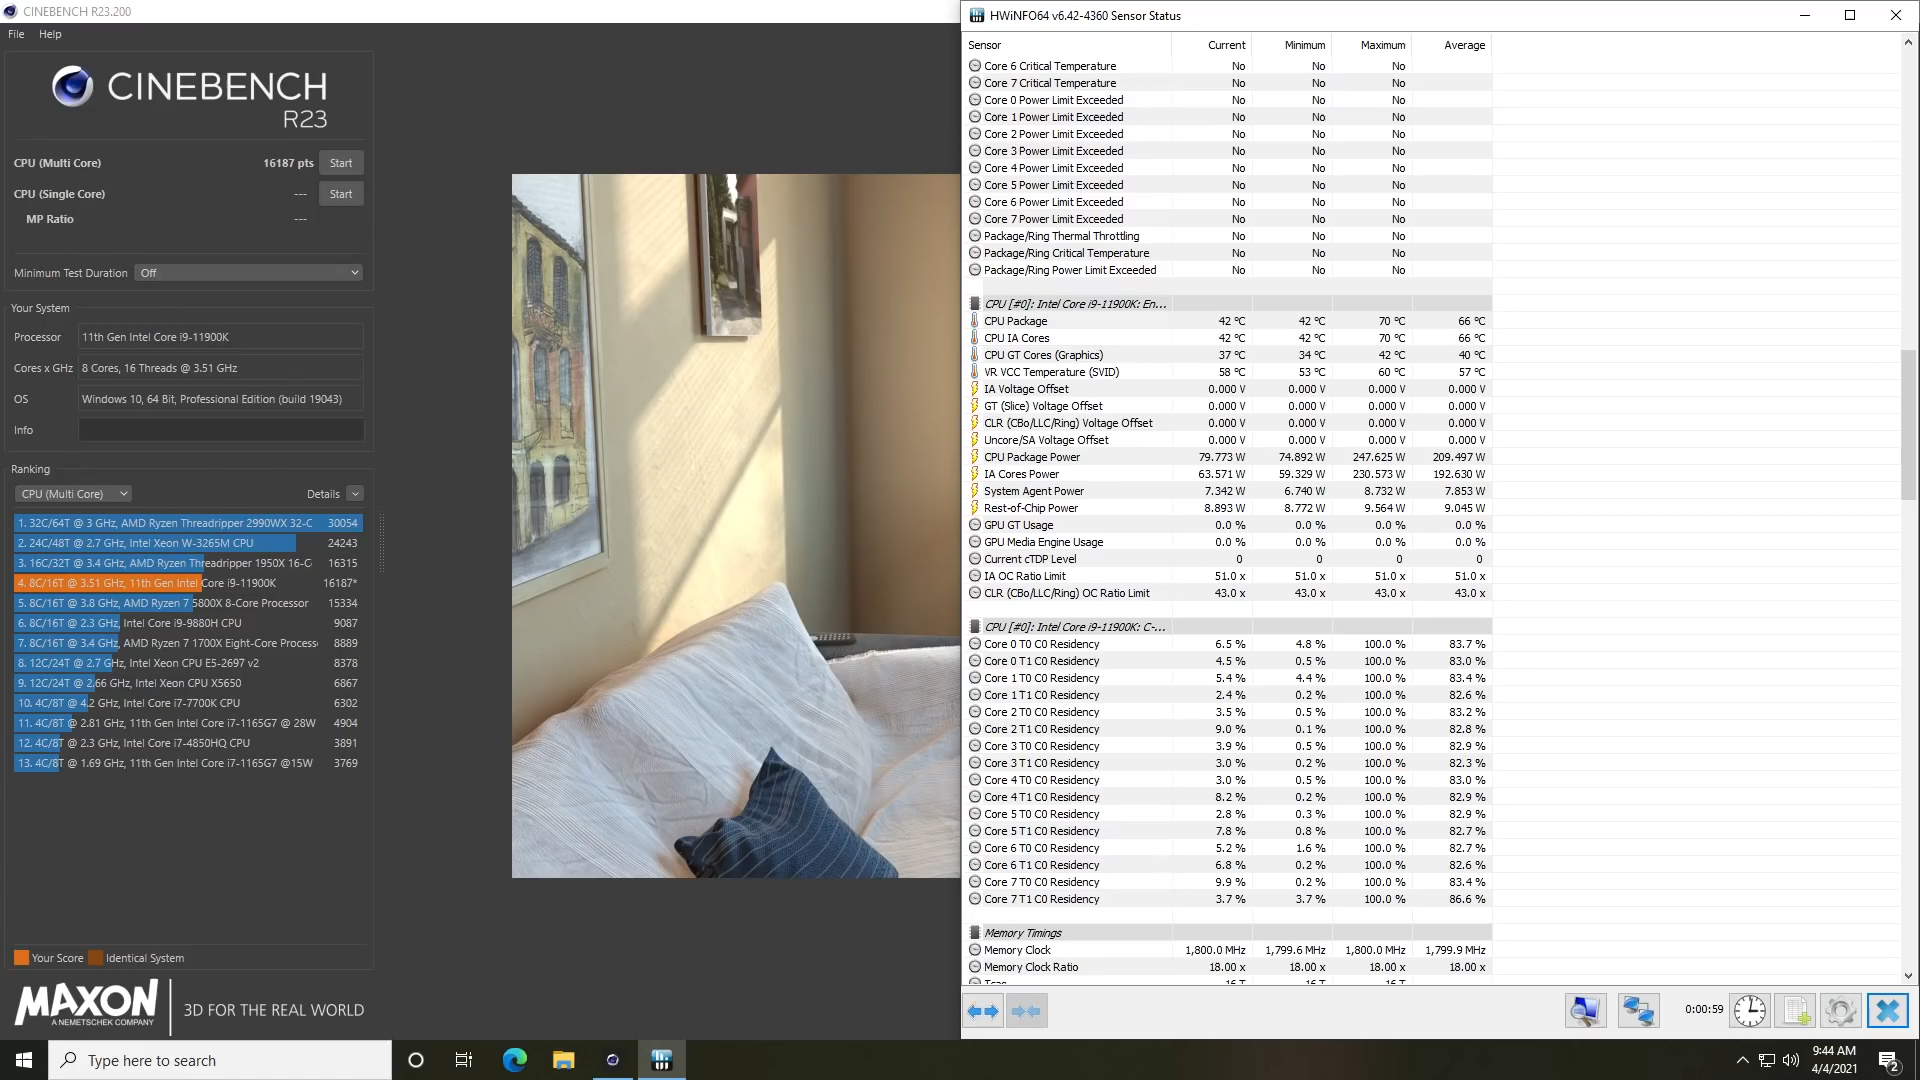 CINEBENCH R23.200
File Help
CINEBENCH
R23
CPU (Multi Core) 16187 pts Start
CPU (Single Core) --- Start
MP Ratio ---
Minimum Test Duration Off
Your System
Processor 11th Gen Intel Core i9-11900K
Cores x GHz 8 Cores, 16 Threads @ 3.51 GHz
OS Windows 10, 64 Bit, Professional Edition (build 19043)
Info
Ranking
CPU (Multi Core) Details
1. 32C/64T @ 3 GHz, AMD Ryzen Threadripper 2990WX 32-C 30054
2. 24C/48T @ 2.7 GHz, Intel Xeon W-3265M CPU 24243
3. 16C/32T @ 3.4 GHz, AMD Ryzen Threadripper 1950X 16-C 16315
4. 8C/16T @ 3.51 GHz, 11th Gen Intel Core i9-11900K 16187*
5. 8C/16T @ 3.8 GHz, AMD Ryzen 7 5800X 8-Core Processor 15334
6. 8C/16T @ 2.3 GHz, Intel Core i9-9880H CPU 9087
7. 8C/16T @ 3.4 GHz, AMD Ryzen 7 1700X Eight-Core Process 8889
8. 12C/24T @ 2.7 GHz, Intel Xeon CPU E5-2697 v2 8378
9. 12C/24T @ 2.66 GHz, Intel Xeon CPU X5650 6867
10. 4C/8T @ 4.2 GHz, Intel Core i7-7700K CPU 6302
11. 4C/8T @ 2.81 GHz, 11th Gen Intel Core i7-1165G7 @ 28W 4904
12. 4C/8T @ 2.3 GHz, Intel Core i7-4850HQ CPU 3891
13. 4C/8T @ 1.69 GHz, 11th Gen Intel Core i7-1165G7 @15W 3769
Your Score Identical System
MAXON
A NEMETSCHEK COMPANY
3D FOR THE REAL WORLD
HWiNFO64 v6.42-4360 Sensor Status
Sensor Current Minimum Maximum Average
Core 6 Critical Temperature No No No
Core 7 Critical Temperature No No No
Core 0 Power Limit Exceeded No No No
Core 1 Power Limit Exceeded No No No
Core 2 Power Limit Exceeded No No No
Core 3 Power Limit Exceeded No No No
Core 4 Power Limit Exceeded No No No
Core 5 Power Limit Exceeded No No No
Core 6 Power Limit Exceeded No No No
Core 7 Power Limit Exceeded No No No
Package/Ring Thermal Throttling No No No
Package/Ring Critical Temperature No No No
Package/Ring Power Limit Exceeded No No No
CPU [#0]: Intel Core i9-11900K: En...
CPU Package 42 ºC 42 ºC 70 ºC 66 ºC
CPU IA Cores 42 ºC 42 ºC 70 ºC 66 ºC
CPU GT Cores (Graphics) 37 ºC 34 ºC 42 ºC 40 ºC
VR VCC Temperature (SVID) 58 ºC 53 ºC 60 ºC 57 ºC
IA Voltage Offset 0.000 V 0.000 V 0.000 V 0.000 V
GT (Slice) Voltage Offset 0.000 V 0.000 V 0.000 V 0.000 V
CLR (CBo/LLC/Ring) Voltage Offset 0.000 V 0.000 V 0.000 V 0.000 V
Uncore/SA Voltage Offset 0.000 V 0.000 V 0.000 V 0.000 V
CPU Package Power 79.773 W 74.892 W 247.625 W 209.497 W
IA Cores Power 63.571 W 59.329 W 230.573 W 192.630 W
System Agent Power 7.342 W 6.740 W 8.732 W 7.853 W
Rest-of-Chip Power 8.893 W 8.772 W 9.564 W 9.045 W
GPU GT Usage 0.0 % 0.0 % 0.0 % 0.0 %
GPU Media Engine Usage 0.0 % 0.0 % 0.0 % 0.0 %
Current cTDP Level 0 0 0 0
IA OC Ratio Limit 51.0 x 51.0 x 51.0 x 51.0 x
CLR (CBo/LLC/Ring) OC Ratio Limit 43.0 x 43.0 x 43.0 x 43.0 x
CPU [#0]: Intel Core i9-11900K: C-...
Core 0 T0 C0 Residency 6.5 % 4.8 % 100.0 % 83.7 %
Core 0 T1 C0 Residency 4.5 % 0.5 % 100.0 % 83.0 %
Core 1 T0 C0 Residency 5.4 % 4.4 % 100.0 % 83.4 %
Core 1 T1 C0 Residency 2.4 % 0.2 % 100.0 % 82.6 %
Core 2 T0 C0 Residency 3.5 % 0.5 % 100.0 % 83.2 %
Core 2 T1 C0 Residency 9.0 % 0.1 % 100.0 % 82.8 %
Core 3 T0 C0 Residency 3.9 % 0.5 % 100.0 % 82.9 %
Core 3 T1 C0 Residency 3.0 % 0.2 % 100.0 % 82.3 %
Core 4 T0 C0 Residency 3.0 % 0.5 % 100.0 % 83.0 %
Core 4 T1 C0 Residency 8.2 % 0.2 % 100.0 % 82.9 %
Core 5 T0 C0 Residency 2.8 % 0.3 % 100.0 % 82.9 %
Core 5 T1 C0 Residency 7.8 % 0.8 % 100.0 % 82.7 %
Core 6 T0 C0 Residency 5.2 % 1.6 % 100.0 % 82.7 %
Core 6 T1 C0 Residency 6.8 % 0.2 % 100.0 % 82.6 %
Core 7 T0 C0 Residency 9.9 % 0.2 % 100.0 % 83.4 %
Core 7 T1 C0 Residency 3.7 % 3.7 % 100.0 % 86.6 %
Memory Timings
Memory Clock 1,800.0 MHz 1,799.6 MHz 1,800.0 MHz 1,799.9 MHz
Memory Clock Ratio 18.00 x 18.00 x 18.00 x 18.00 x
0:00:59
Type here to search
9:44 AM
4/4/2021
2